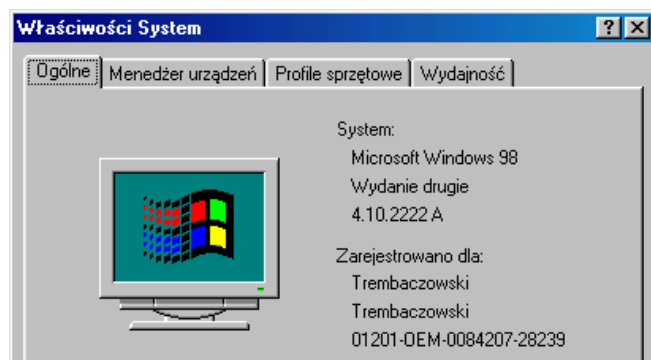 Właściwości System
Ogólne Menedżer urządzeń Profile sprzętowe Wydajność
System:
Microsoft Windows 98
Wydanie drugie
4.10.2222 A
Zarejestrowano dla:
Trembaczowski
Trembaczowski
01201-OEM-0084207-28239